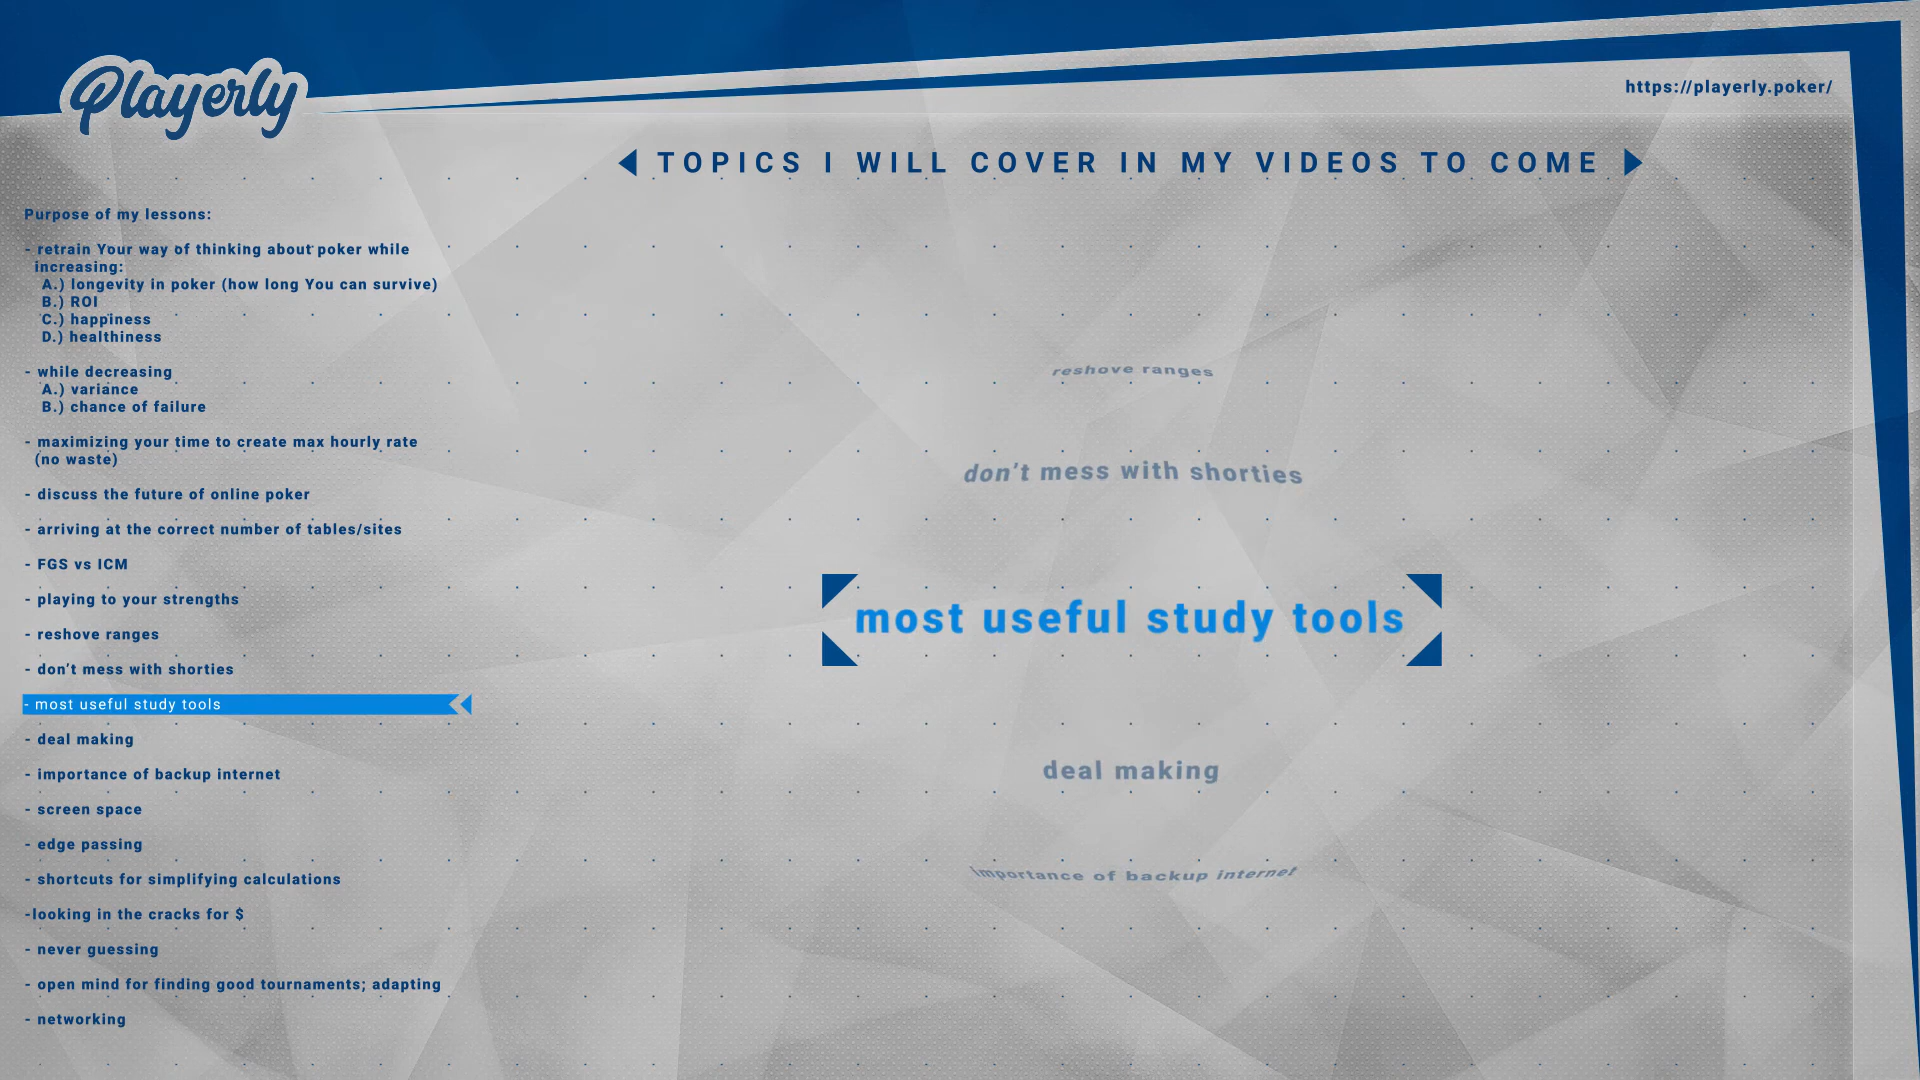 Playerly
https://playerly.poker/
TOPICS I WILL COVER IN MY VIDEOS TO COME
Purpose of my lessons:
- retrain Your way of thinking about poker while
increasing:
A.) longevity in poker (how long You can survive)
B.) ROI
C.) happiness
D.) healthiness
- while decreasing
A.) variance
B.) chance of failure
- maximizing your time to create max hourly rate
(no waste)
- discuss the future of online poker
- arriving at the correct number of tables/sites
- FGS vs ICM
- playing to your strengths
- reshove ranges
- don't mess with shorties
- most useful study tools
- deal making
- importance of backup internet
- screen space
- edge passing
- shortcuts for simplifying calculations
-looking in the cracks for $
- never guessing
- open mind for finding good tournaments; adapting
- networking
reshove ranges
don't mess with shorties
most useful study tools
deal making
importance of backup internet